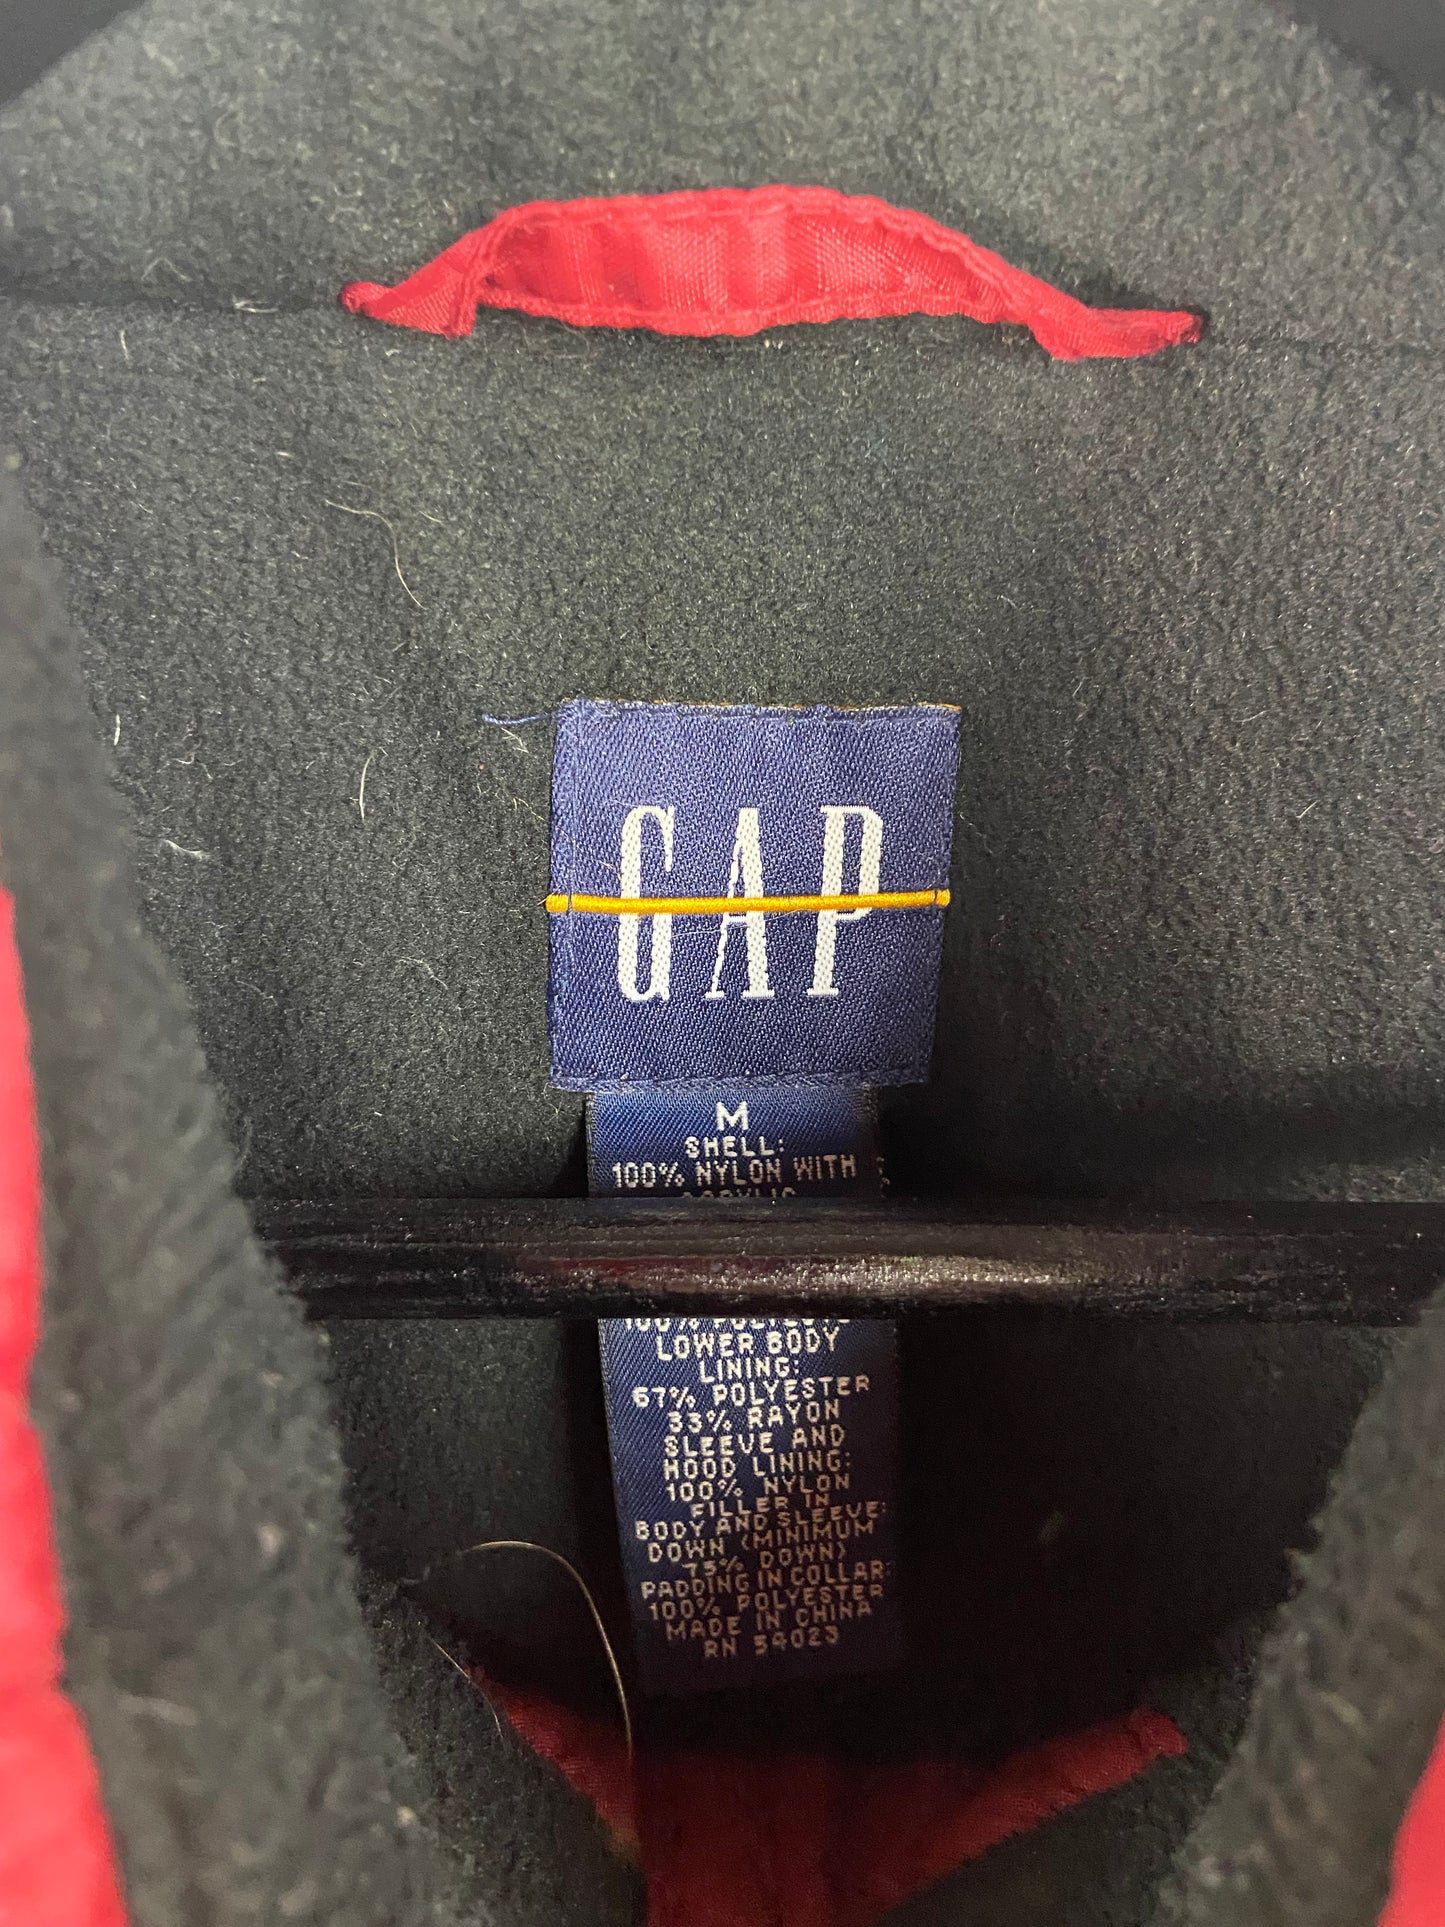 GAP
M
SHELL:
100% NYLON WITH
LOWER BODY
LINING:
67% POLYESTER
33% RAYON
SLEEVE AND
HOOD LINING:
100% NYLON
FILLER IN
BODY AND SLEEVE:
DOWN (MINIMUM
75% DOWN)
PADDING IN COLLAR:
100% POLYESTER
MADE IN CHINA
RN 54023